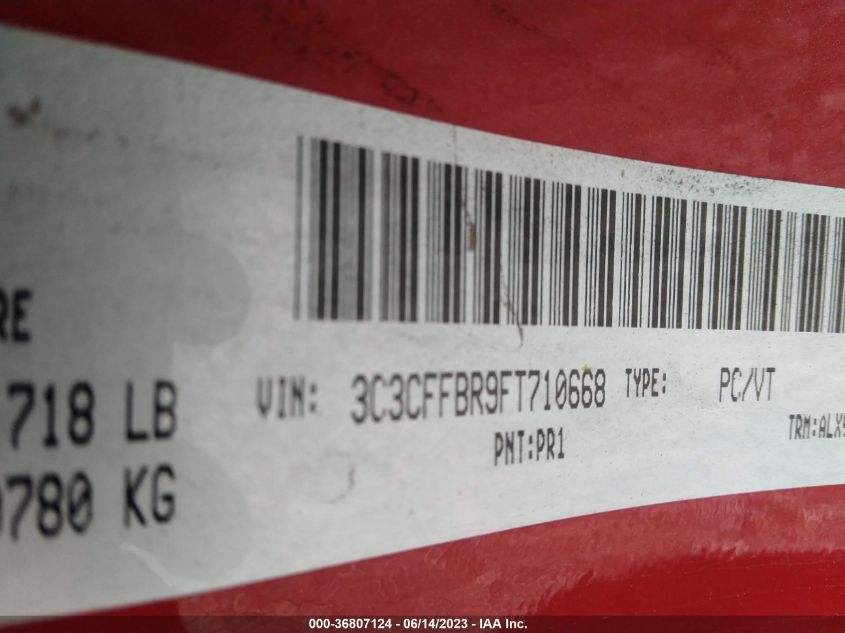 RE
718 LB
VIN: 3C3CFFBR9FT710668 TYPE: PC/VT
PNT:PR1
780 KG
000-36807124 - 06/14/2023 - IAA Inc.